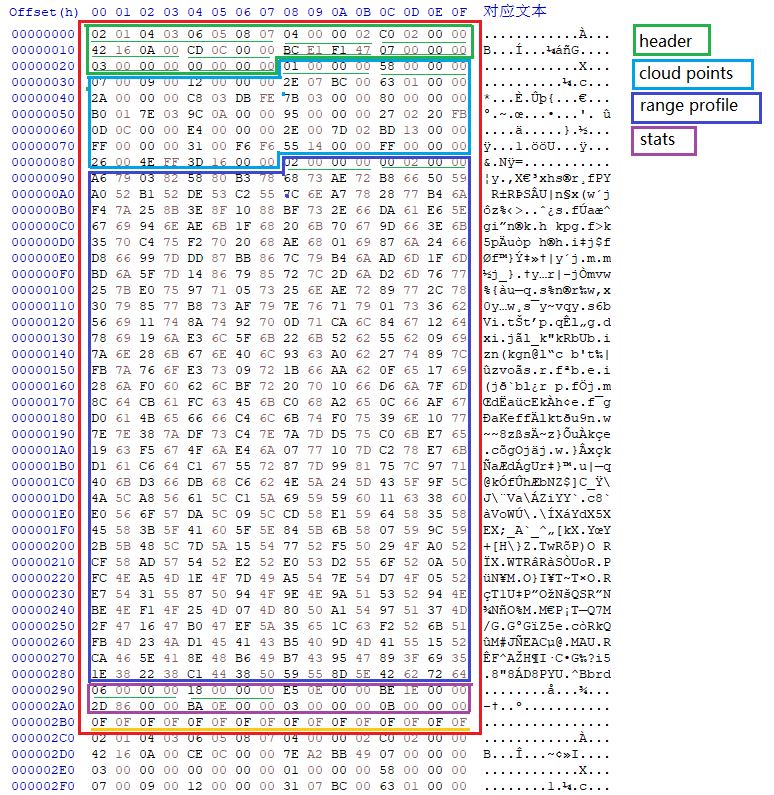 Offset(h) 00 01 02 03 04 05 06 07 08 09 0A 0B 0C 0D 0E 0F 对应文本
00000000 02 01 04 03 06 05 08 07 04 00 00 02 C0 02 00 00 ............À...
00000010 42 16 0A 00 CD 0C 00 00 BC E1 F1 47 07 00 00 00 B...Í...¼áñG....
00000020 03 00 00 00 00 00 00 00 01 00 00 00 58 00 00 00 ............X...
00000030 07 00 09 00 12 00 00 00 2E 07 BC 00 63 01 00 00 ..........¼.c...
00000040 2A 00 00 00 C8 03 DB FE 7B 03 00 00 80 00 00 00 *...È.Ûþ{...€...
00000050 B0 01 7E 03 9C 0A 00 00 95 00 00 00 27 02 20 FB °.~.œ...•...'. û
00000060 0D 0C 00 00 E4 00 00 00 2E 00 7D 02 BD 13 00 00 ....ä.....}.½...
00000070 FF 00 00 00 31 00 F6 F6 55 14 00 00 FF 00 00 00 ÿ...1.ööU...ÿ...
00000080 26 00 4E FF 3D 16 00 00 02 00 00 00 00 02 00 00 &.Nÿ=...........
00000090 A6 79 03 82 58 80 B3 78 68 73 AE 72 B8 66 50 59 ¦y.‚X€³xhs®r¸fPY
000000A0 A0 52 B1 52 DE 53 C2 55 7C 6E A7 78 28 77 B4 6A  R±RÞSÂU|n§x(w´j
000000B0 F4 7A 25 8B 3E 8F 10 88 BF 73 2E 66 DA 61 E6 5E ôz%‹>..ˆ¿s.fÚaæ^
000000C0 67 69 94 6E AE 6B 1F 68 20 6B 70 67 9D 66 3E 6B gi”n®k.h kpg.f>k
000000D0 35 70 C4 75 F2 70 20 68 AE 68 01 69 87 6A 24 66 5pÄuòp h®h.i‡j$f
000000E0 D8 66 99 7D DD 87 BB 86 7C 79 B4 6A AD 6D 1F 6D Øf™}Ý‡»†|y´j.m.m
000000F0 BD 6A 5F 7D 14 86 79 85 72 7C 2D 6A D2 6D 76 77 ½j_}.†y…r|-jÒmvw
00000100 25 7B E0 75 97 71 05 73 25 6E AE 72 89 77 2C 78 %{àu—q.s%n®r‰w,x
00000110 30 79 85 77 B8 73 AF 79 7E 76 71 79 01 73 36 62 0y…w¸s¯y~vqy.s6b
00000120 56 69 11 74 8A 74 92 70 0D 71 CA 6C 84 67 12 64 Vi.tŠt’p.qÊl„g.d
00000130 78 69 19 6A E3 6C 5F 6B 22 6B 52 62 55 62 09 69 xi.jãl_k"kRbUb.i
00000140 7A 6E 28 6B 67 6E 40 6C 93 63 A0 62 27 74 89 7C zn(kgn@l“c b't‰|
00000150 FB 7A 76 6F E3 73 09 72 1B 66 AA 62 0F 65 17 69 ûzvoãs.r.fªb.e.i
00000160 28 6A F0 60 62 6C BF 72 20 70 10 66 D6 6A 7F 6D (jð`bl¿r p.fÖj.m
00000170 8C 64 CB 61 FC 63 45 6B C0 68 A2 65 0C 66 AF 67 ŒdËaücEkÀh¢e.f¯g
00000180 D0 61 4B 65 66 66 C4 6C 6B 74 F0 75 39 6E 10 77 ÐaKeffÄlktðu9n.w
00000190 7E 7E 38 7A DF 73 C4 7E 7A 7D D5 75 C0 6B E7 65 ~~8zßsÄ~z}ÕuÀkçe
000001A0 19 63 F5 67 4F 6A E4 6A 07 77 10 7D C2 78 E7 6B .cõgOjäj.w.}Âxçk
000001B0 D1 61 C6 64 C1 67 55 72 87 7D 99 81 75 7C 97 71 ÑaÆdÁgUr‡}™.u|—q
000001C0 40 6B D3 66 DB 68 C6 62 4E 5A 24 5D 43 5F 9F 5C @kÓfÛhÆbNZ$]C_Ÿ\
000001D0 4A 5C A8 56 61 5C C1 5A 69 59 59 60 11 63 38 60 J\¨Va\ÁZiYY`.c8`
000001E0 E0 56 6F 57 DA 5C 09 5C CD 58 E1 59 64 58 35 58 àVoWÚ\.\ÍXáYdX5X
000001F0 45 58 3B 5F 41 60 5F 5E 84 5B 6B 58 07 59 9C 59 EX;_A`_^„[kX.YœY
00000200 2B 5B 48 5C 7D 5A 15 54 77 52 F5 50 29 4F A0 52 +[H\}Z.TwRõP)O R
00000210 CF 58 AD 57 54 52 E2 52 E0 53 D2 55 6F 52 0A 50 ÏX.WTRâRàSÒUoR.P
00000220 FC 4E A5 4D 1E 4F 7D 49 A5 54 7E 54 D7 4F 05 52 üN¥M.O}I¥T~T×O.R
00000230 E7 54 31 55 87 50 94 4F 9E 4E 9A 51 53 52 94 4E çT1U‡P”OžNšQSR”N
00000240 BE 4E F1 4F 25 4D 07 4D 80 50 A1 54 97 51 37 4D ¾NñO%M.M€P¡T—Q7M
00000250 2F 47 16 47 B0 47 EF 5A 35 65 1C 63 F2 52 6B 51 /G.G°GïZ5e.còRkQ
00000260 FB 4D 23 4A D1 45 41 43 B5 40 9D 4D 41 55 15 52 ûM#JÑEACµ@.MAU.R
00000270 CA 46 5E 41 8E 48 B6 49 B7 43 95 47 89 3F 69 35 ÊF^AŽH¶I·C•G‰?i5
00000280 1E 38 22 38 C1 44 38 50 59 55 8D 5E 42 62 72 64 .8"8ÁD8PYU.^Bbrd
00000290 06 00 00 00 18 00 00 00 E5 0E 00 00 BE 1E 00 00 ........å...¾...
000002A0 2D 86 00 00 BA 0E 00 00 03 00 00 00 0B 00 00 00 -†..º...........
000002B0 0F 0F 0F 0F 0F 0F 0F 0F 0F 0F 0F 0F 0F 0F 0F 0F ................
000002C0 02 01 04 03 06 05 08 07 04 00 00 02 C0 02 00 00 ............À...
000002D0 42 16 0A 00 CE 0C 00 00 7E A2 BB 49 07 00 00 00 B...Î...~¢»I....
000002E0 03 00 00 00 00 00 00 00 01 00 00 00 58 00 00 00 ............X...
000002F0 07 00 09 00 12 00 00 00 31 07 BC 00 63 01 00 00 ........1.¼.c...
header
cloud points
range profile
stats